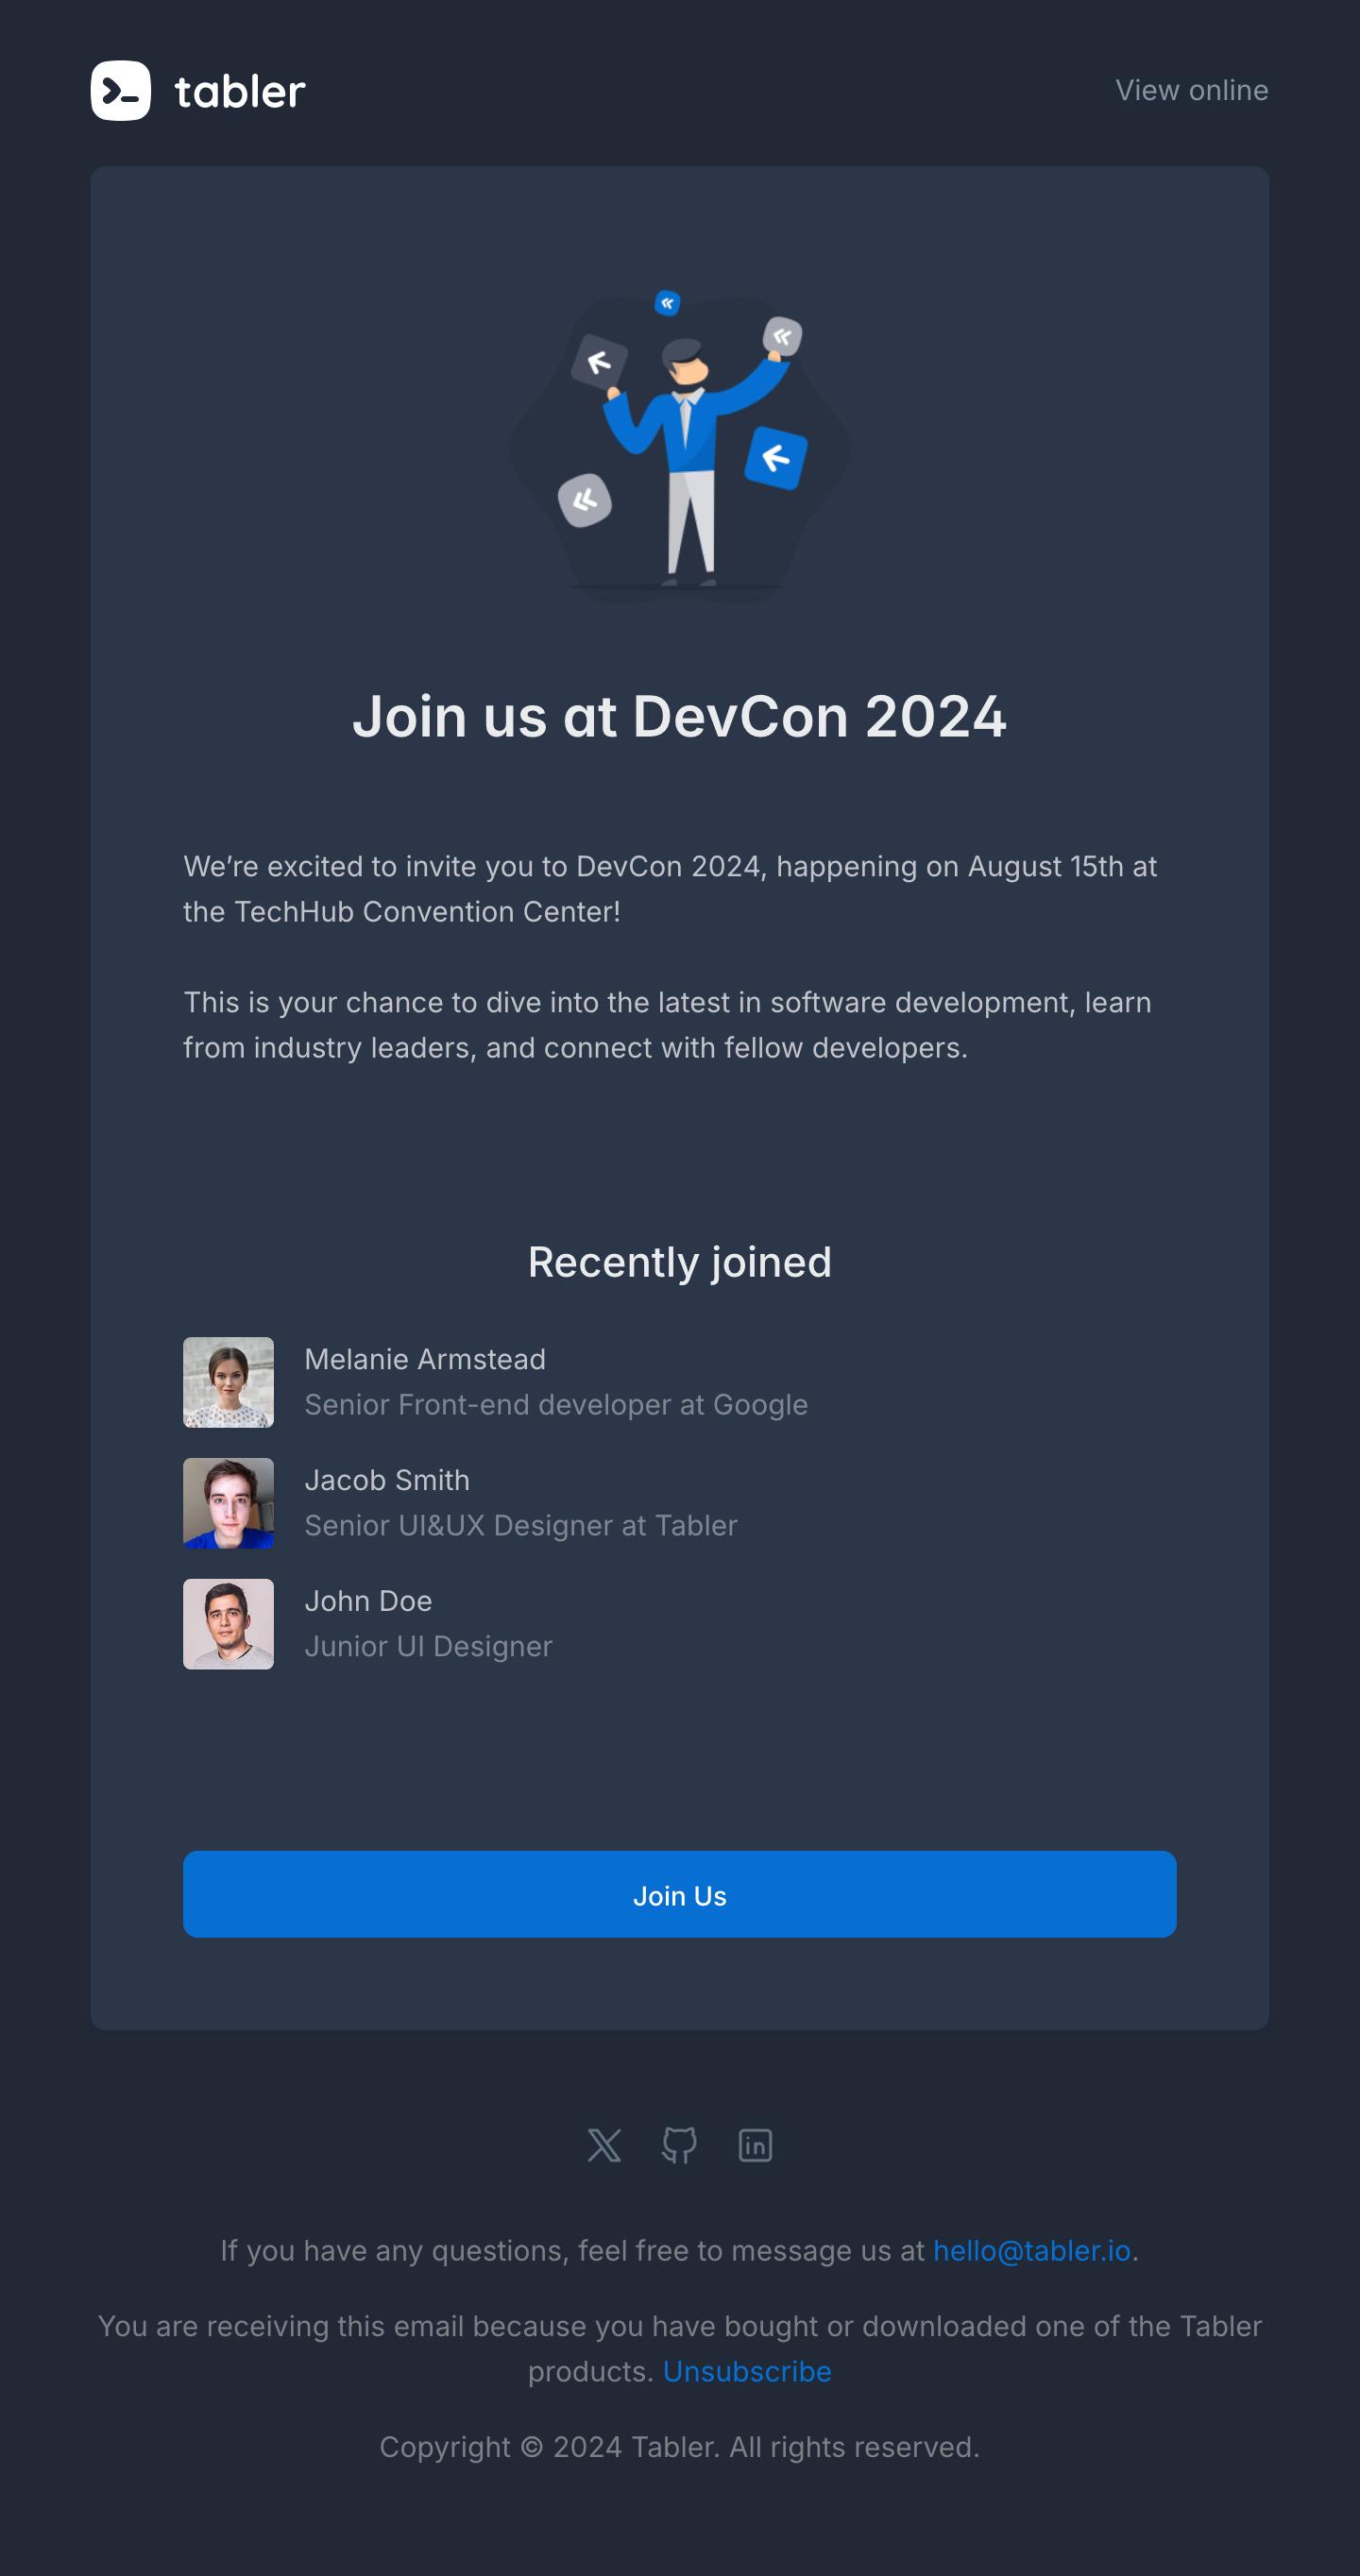 tabler
View online
Join us at DevCon 2024
We’re excited to invite you to DevCon 2024, happening on August 15th at
the TechHub Convention Center!
This is your chance to dive into the latest in software development, learn
from industry leaders, and connect with fellow developers.
Recently joined
Melanie Armstead
Senior Front-end developer at Google
Jacob Smith
Senior UI&UX Designer at Tabler
John Doe
Junior UI Designer
Join Us
If you have any questions, feel free to message us at hello@tabler.io.
You are receiving this email because you have bought or downloaded one of the Tabler
products. Unsubscribe
Copyright © 2024 Tabler. All rights reserved.